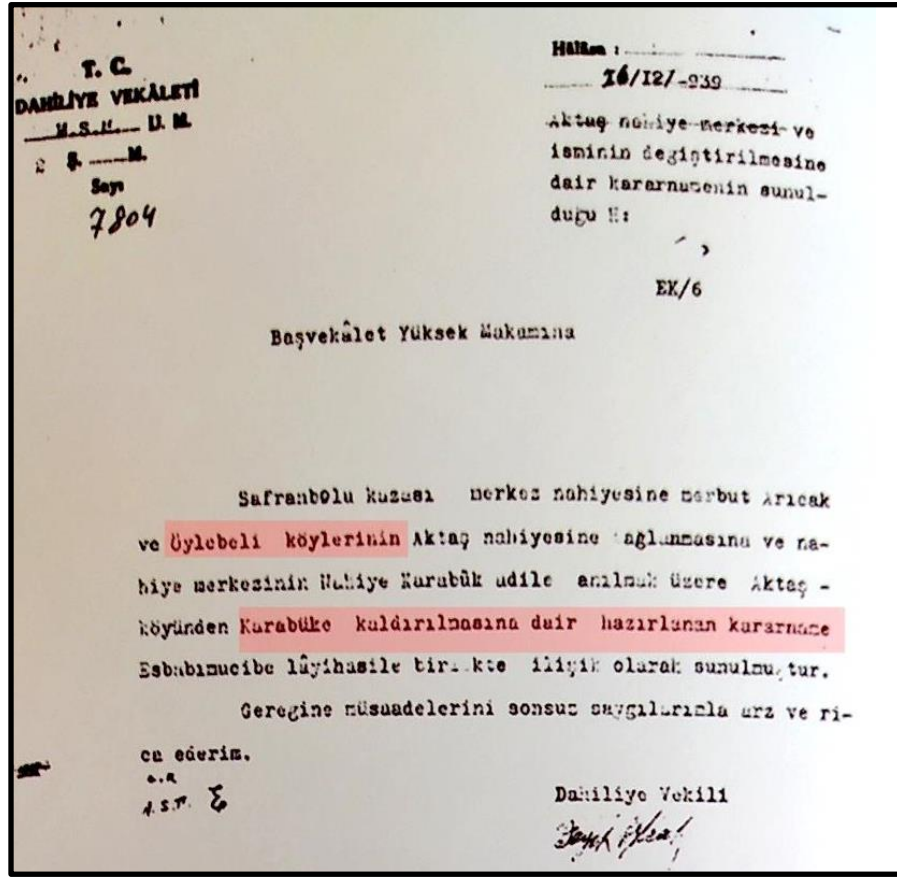 T. C.
DAHİLİYE VEKÂLETİ
U. M.
Ş. M.
Sayı
7804
Hülâsa :
16/12/-939
Aktaş nahiye merkezi ve
isminin degiştirilmesine
dair kararnamenin sunul-
duğu H:
EK/6
Başvekâlet Yüksek Makamına
Safranbolu kazası merkez nahiyesine merbut Arıcak
ve Öylebeli köylerinin Aktaş nahiyesine bağlanmasına ve na-
hiye merkezinin Nahiye Karabük adile anılmak üzere Aktaş -
köyünden Karabüke kaldırılmasına dair hazırlanan kararname
Esbabımucibe lâyihasile birlikte ilişik olarak sunulmuştur.
Geregine müsaadelerini sonsuz saygılarımla arz ve ri-
ca ederim.
Dahiliye Vekili